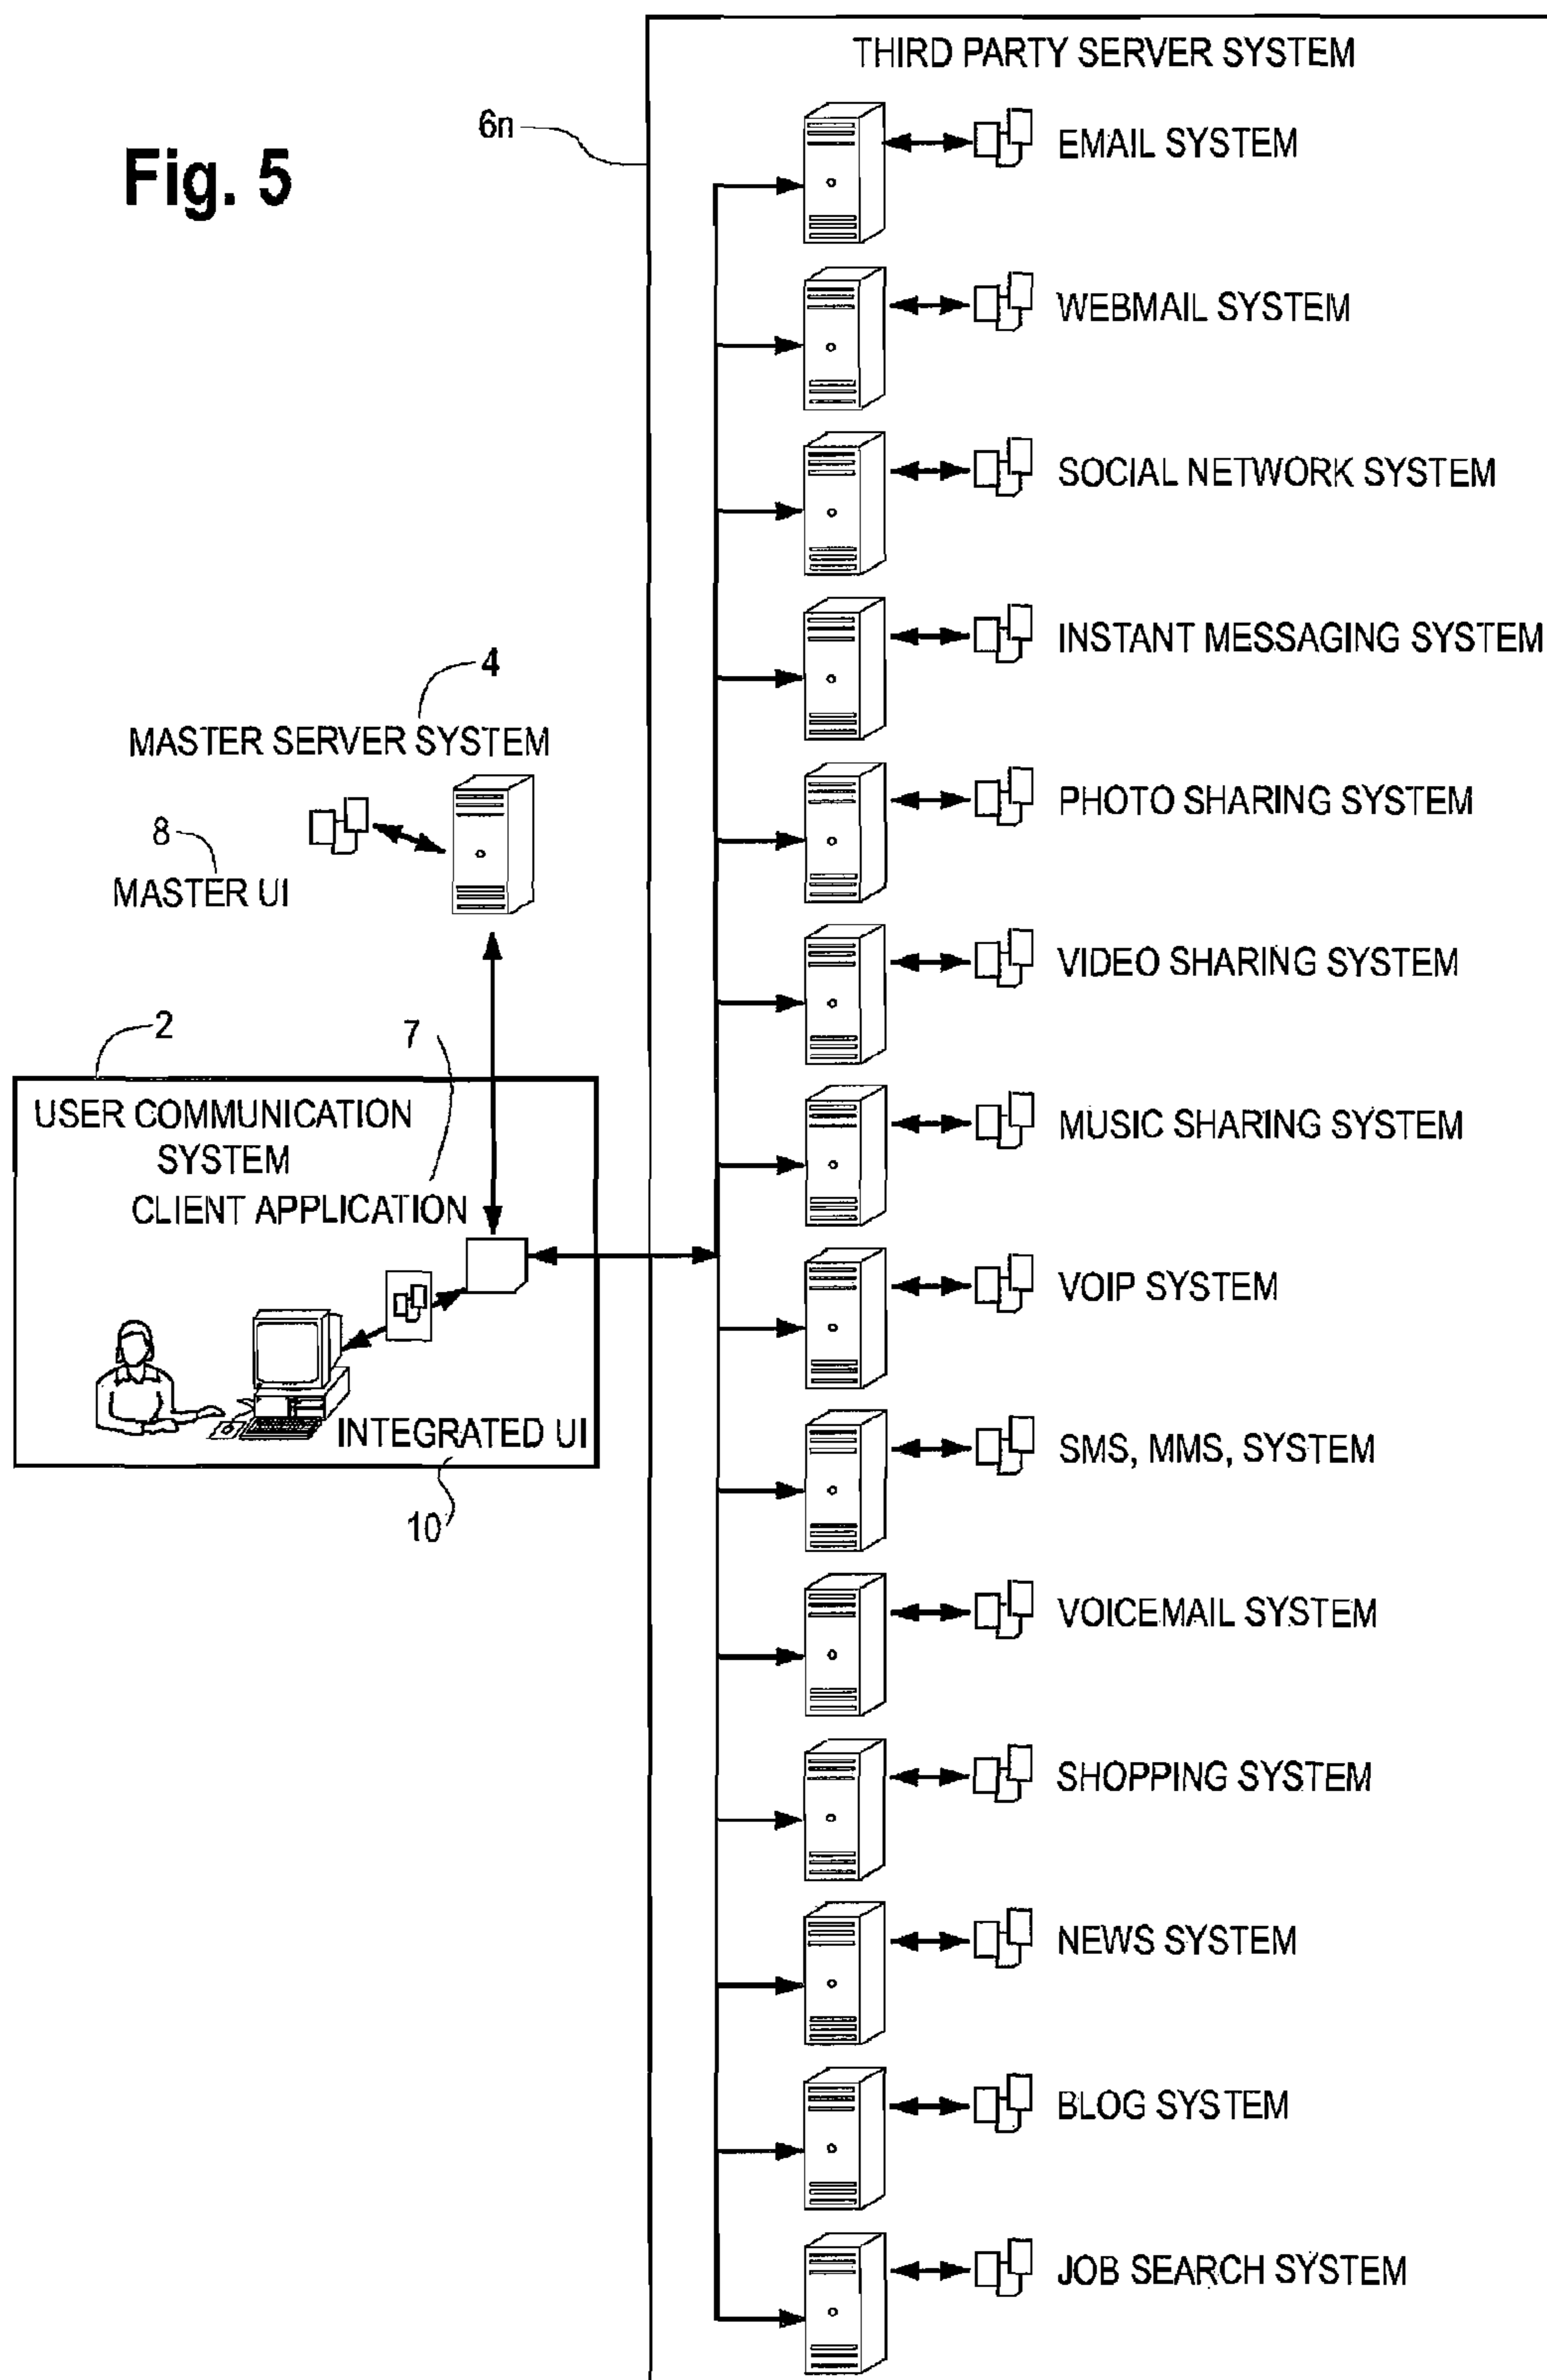 Fig. 5
6n
THIRD PARTY SERVER SYSTEM
EMAIL SYSTEM
WEBMAIL SYSTEM
SOCIAL NETWORK SYSTEM
INSTANT MESSAGING SYSTEM
PHOTO SHARING SYSTEM
VIDEO SHARING SYSTEM
MUSIC SHARING SYSTEM
VOIP SYSTEM
SMS, MMS, SYSTEM
VOICEMAIL SYSTEM
SHOPPING SYSTEM
NEWS SYSTEM
BLOG SYSTEM
JOB SEARCH SYSTEM
4
MASTER SERVER SYSTEM
8
MASTER UI
2
7
USER COMMUNICATION
SYSTEM
CLIENT APPLICATION
INTEGRATED UI
10